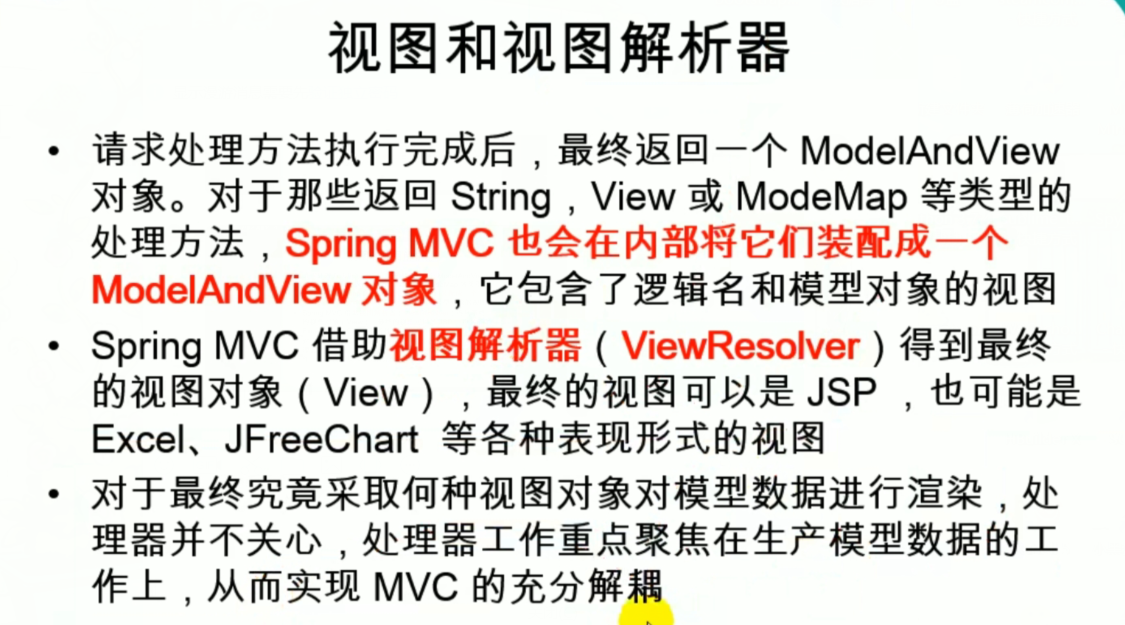 视图和视图解析器
• 请求处理方法执行完成后，最终返回一个 ModelAndView
对象。对于那些返回 String，View 或 ModeMap 等类型的
处理方法，Spring MVC 也会在内部将它们装配成一个
ModelAndView 对象，它包含了逻辑名和模型对象的视图
• Spring MVC 借助视图解析器（ViewResolver）得到最终
的视图对象（View），最终的视图可以是 JSP ，也可能是
Excel、JFreeChart 等各种表现形式的视图
• 对于最终究竟采取何种视图对象对模型数据进行渲染，处
理器并不关心，处理器工作重点聚焦在生产模型数据的工
作上，从而实现 MVC 的充分解耦